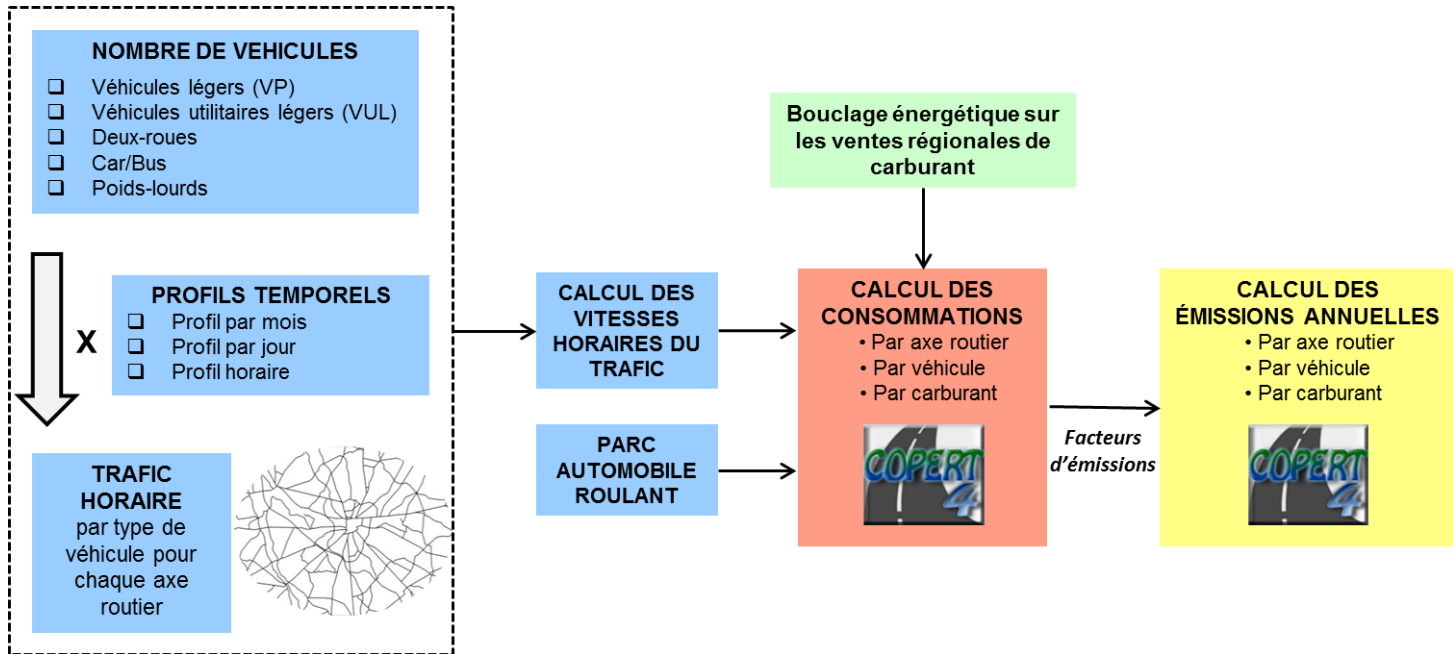 NOMBRE DE VEHICULES
❑ Véhicules légers (VP)
❑ Véhicules utilitaires légers (VUL)
❑ Deux-roues
❑ Car/Bus
❑ Poids-lourds
X
PROFILS TEMPORELS
❑ Profil par mois
❑ Profil par jour
❑ Profil horaire
TRAFIC
HORAIRE
par type de
véhicule pour
chaque axe
routier
CALCUL DES
VITESSES
HORAIRES DU
TRAFIC
PARC
AUTOMOBILE
ROULANT
Bouclage énergétique sur
les ventes régionales de
carburant
CALCUL DES
CONSOMMATIONS
• Par axe routier
• Par véhicule
• Par carburant
COPERT
4
Facteurs
d'émissions
CALCUL DES
ÉMISSIONS ANNUELLES
• Par axe routier
• Par véhicule
• Par carburant
COPERT
4